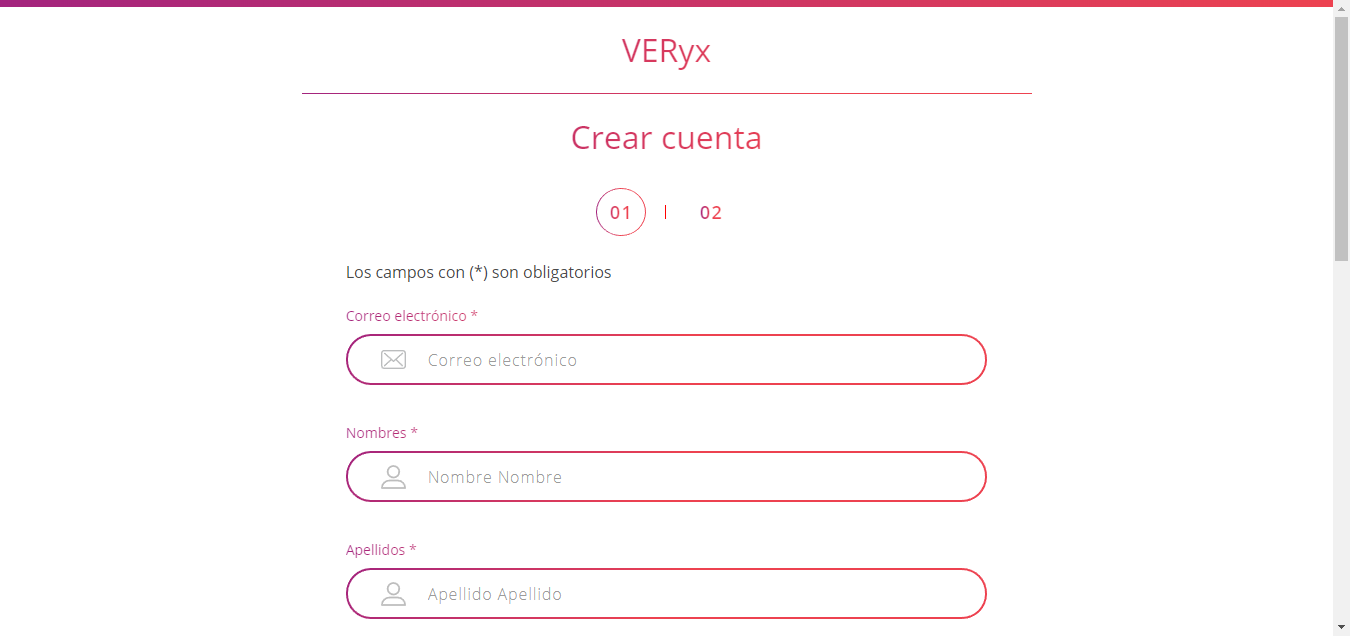 VERyx
Crear cuenta
01 | 02
Los campos con (*) son obligatorios
Correo electrónico *
Correo electrónico
Nombres *
Nombre Nombre
Apellidos *
Apellido Apellido